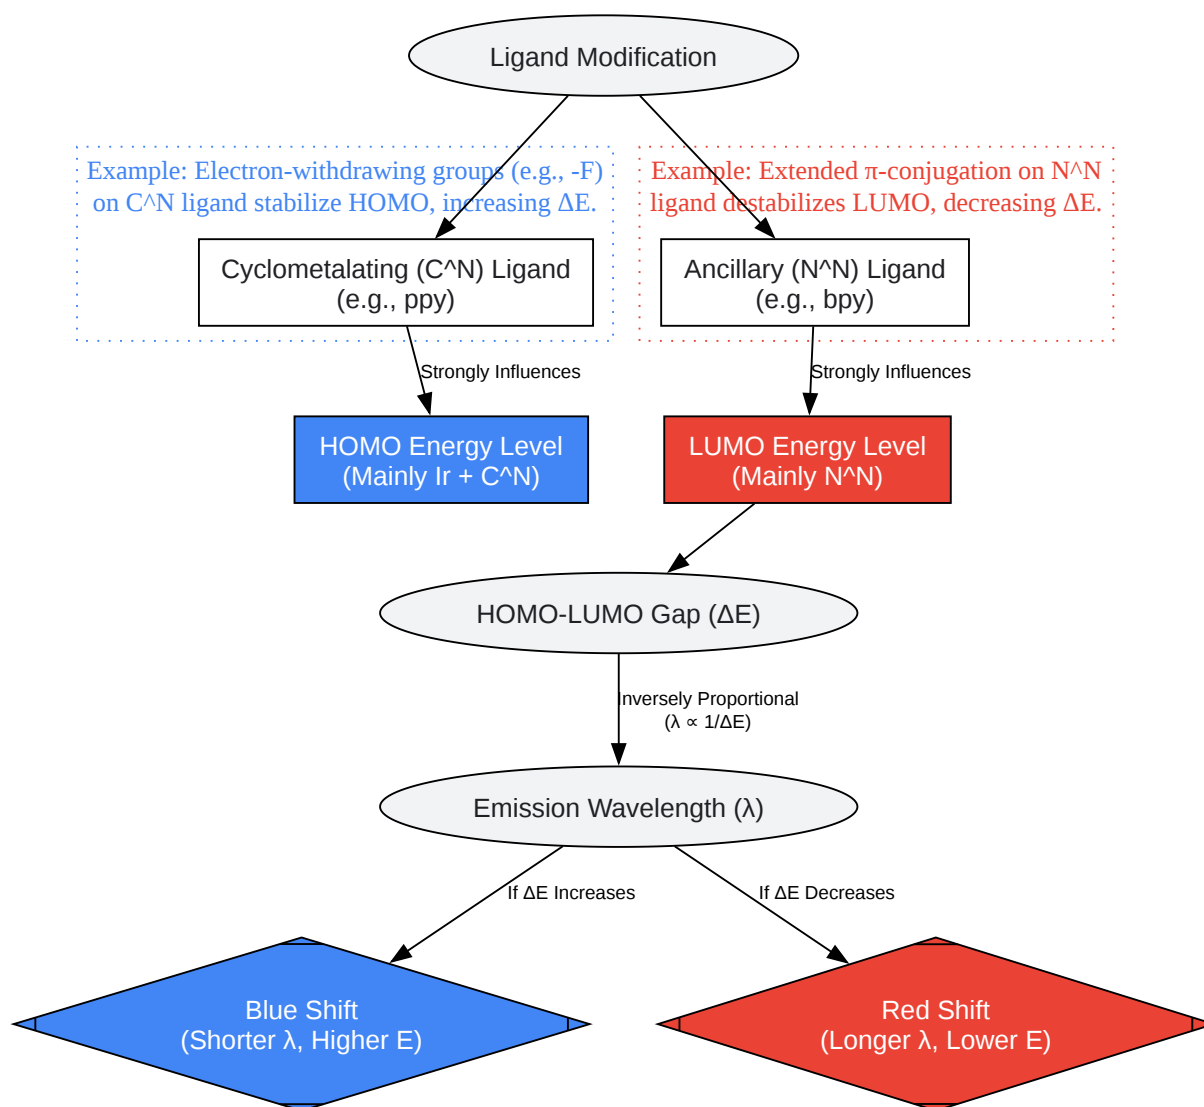 Ligand Modification
Example: Electron-withdrawing groups (e.g., -F)
on C^N ligand stabilize HOMO, increasing ΔE.
Example: Extended π-conjugation on N^N
ligand destabilizes LUMO, decreasing ΔE.
Cyclometalating (C^N) Ligand
(e.g., ppy)
Ancillary (N^N) Ligand
(e.g., bpy)
Strongly Influences
Strongly Influences
HOMO Energy Level
(Mainly Ir + C^N)
LUMO Energy Level
(Mainly N^N)
HOMO-LUMO Gap (ΔE)
Inversely Proportional
(λ ∝ 1/ΔE)
Emission Wavelength (λ)
If ΔE Increases
If ΔE Decreases
Blue Shift
(Shorter λ, Higher E)
Red Shift
(Longer λ, Lower E)